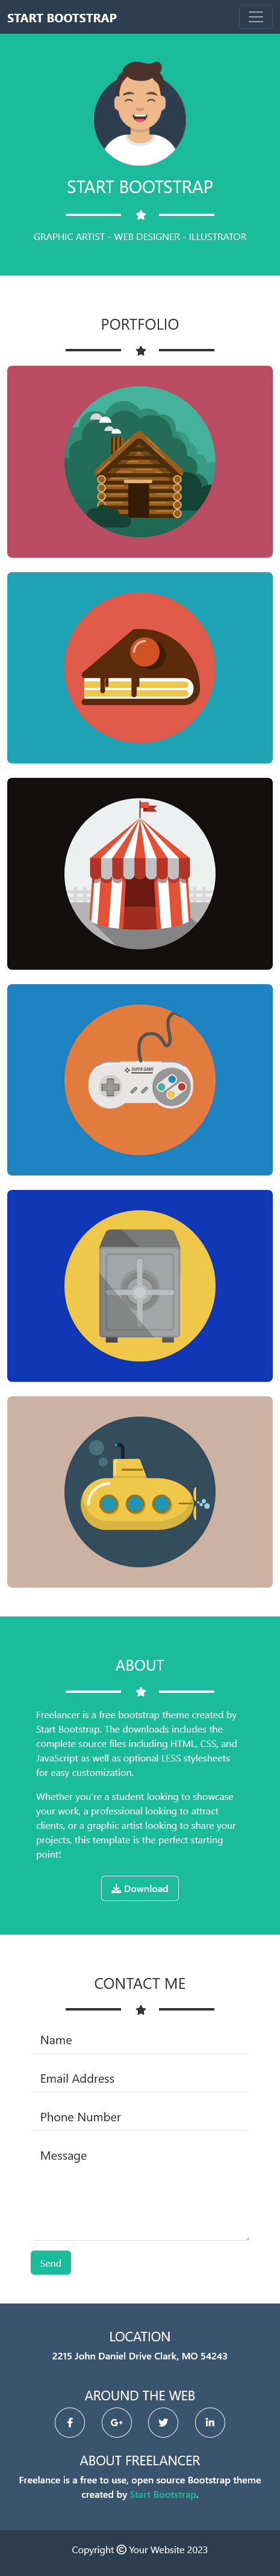 START BOOTSTRAP
START BOOTSTRAP
GRAPHIC ARTIST - WEB DESIGNER - ILLUSTRATOR
PORTFOLIO
SUPER GAME
ABOUT
Freelancer is a free bootstrap theme created by
Start Bootstrap. The downloads includes the
complete source files including HTML, CSS, and
JavaScript as well as optional LESS stylesheets
for easy customization.
Whether you're a student looking to showcase
your work, a professional looking to attract
clients, or a graphic artist looking to share your
projects, this template is the perfect starting
point!
Download
CONTACT ME
Name
Email Address
Phone Number
Message
Send
LOCATION
2215 John Daniel Drive Clark, MO 54243
AROUND THE WEB
f G+ in
ABOUT FREELANCER
Freelance is a free to use, open source Bootstrap theme
created by Start Bootstrap.
Copyright © Your Website 2023